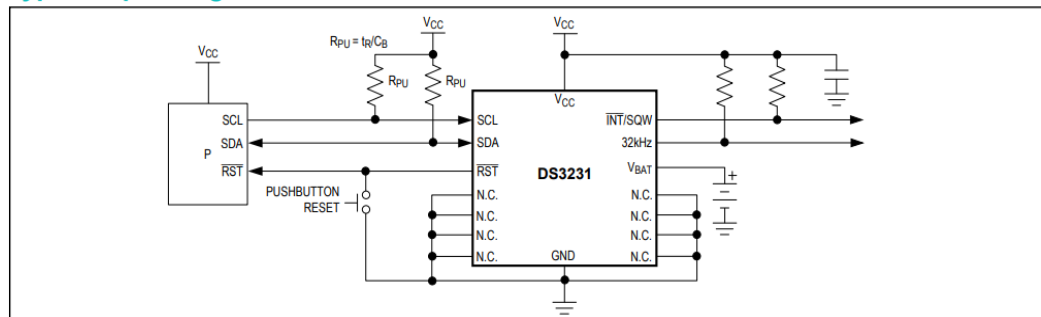 VCC
VCC
RPU = tR/CB
VCC
RPU
RPU
VCC
SCL
SCL
INT/SQW
SDA
P
SDA
32kHz
RST
RST
DS3231
VBAT
+
PUSHBUTTON
RESET
N.C.
N.C.
N.C.
N.C.
N.C.
N.C.
N.C.
N.C.
GND